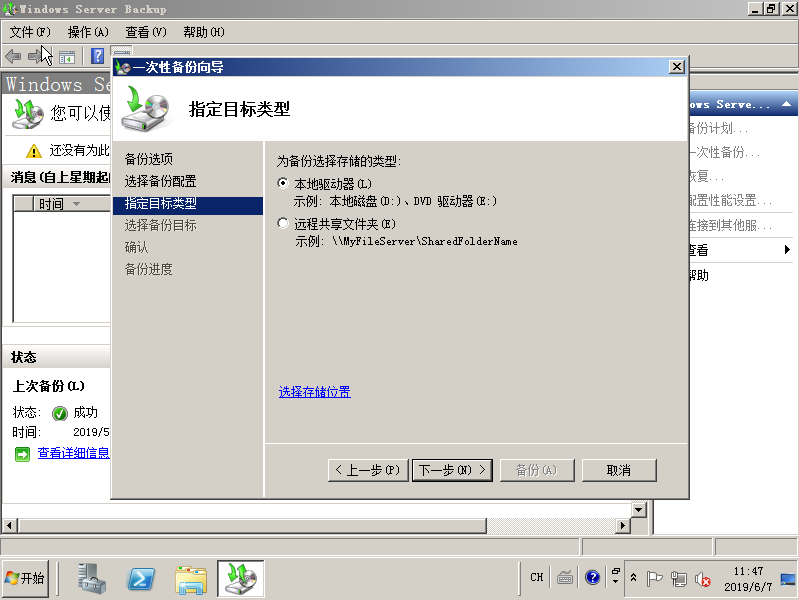 Windows Server Backup
文件(F) 操作(A) 查看(V) 帮助(H)
一次性备份向导
指定目标类型
备份选项
选择备份配置
指定目标类型
选择备份目标
确认
备份进度
为备份选择存储的类型:
本地驱动器(L)
示例: 本地磁盘(D:)、DVD 驱动器(E:)
远程共享文件夹(E)
示例: \\MyFileServer\SharedFolderName
选择存储位置
< 上一步(P) 下一步(N) > 备份(A) 取消
Windows Se
您可以使
还没有为此
消息(自上星期起
时间
状态
上次备份(L)
状态: 成功
时间: 2019/5
查看详细信息
ows Serve...
备份计划...
一次性备份...
恢复...
配置性能设置...
连接到其他服...
查看
帮助
开始
CH
11:47
2019/6/7